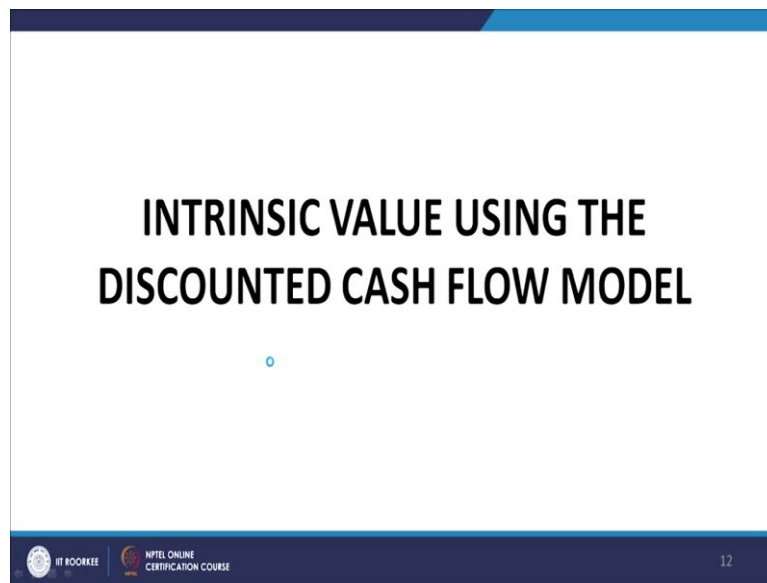 INTRINSIC VALUE USING THE
DISCOUNTED CASH FLOW MODEL
IIT ROORKEE
NPTEL ONLINE
CERTIFICATION COURSE
12